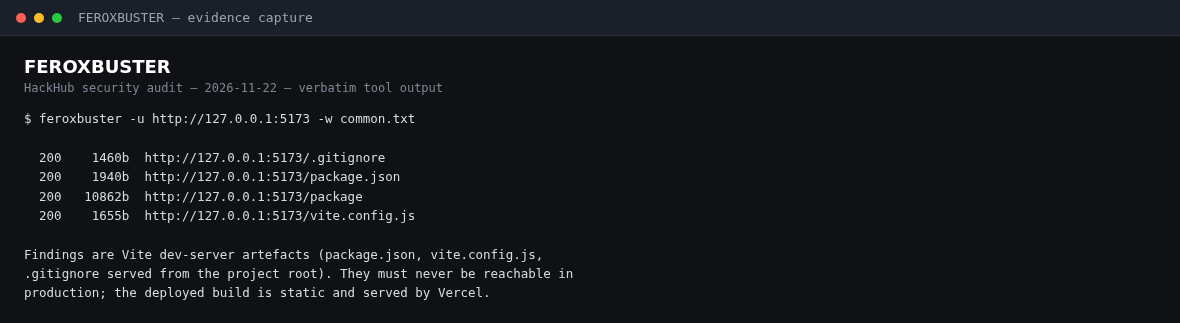 FEROXBUSTER — evidence capture
FEROXBUSTER
HackHub security audit — 2026-11-22 — verbatim tool output
$ feroxbuster -u http://127.0.0.1:5173 -w common.txt
200 1460b http://127.0.0.1:5173/.gitignore
200 1940b http://127.0.0.1:5173/package.json
200 10862b http://127.0.0.1:5173/package
200 1655b http://127.0.0.1:5173/vite.config.js
Findings are Vite dev-server artefacts (package.json, vite.config.js,
.gitignore served from the project root). They must never be reachable in
production; the deployed build is static and served by Vercel.